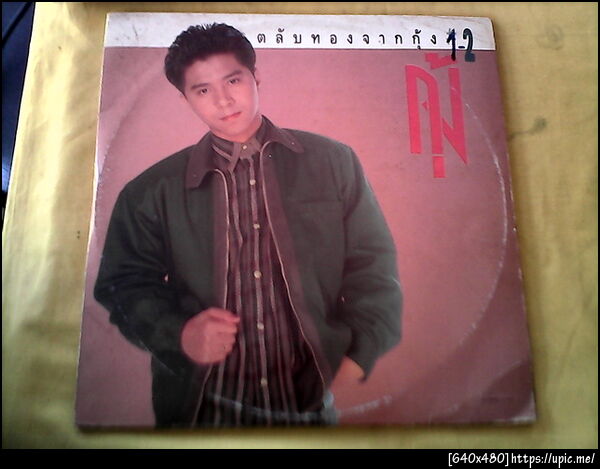 ตลับทองจากกุ้ง 1-2
กุ้ง
[640x480]https://upic.me/